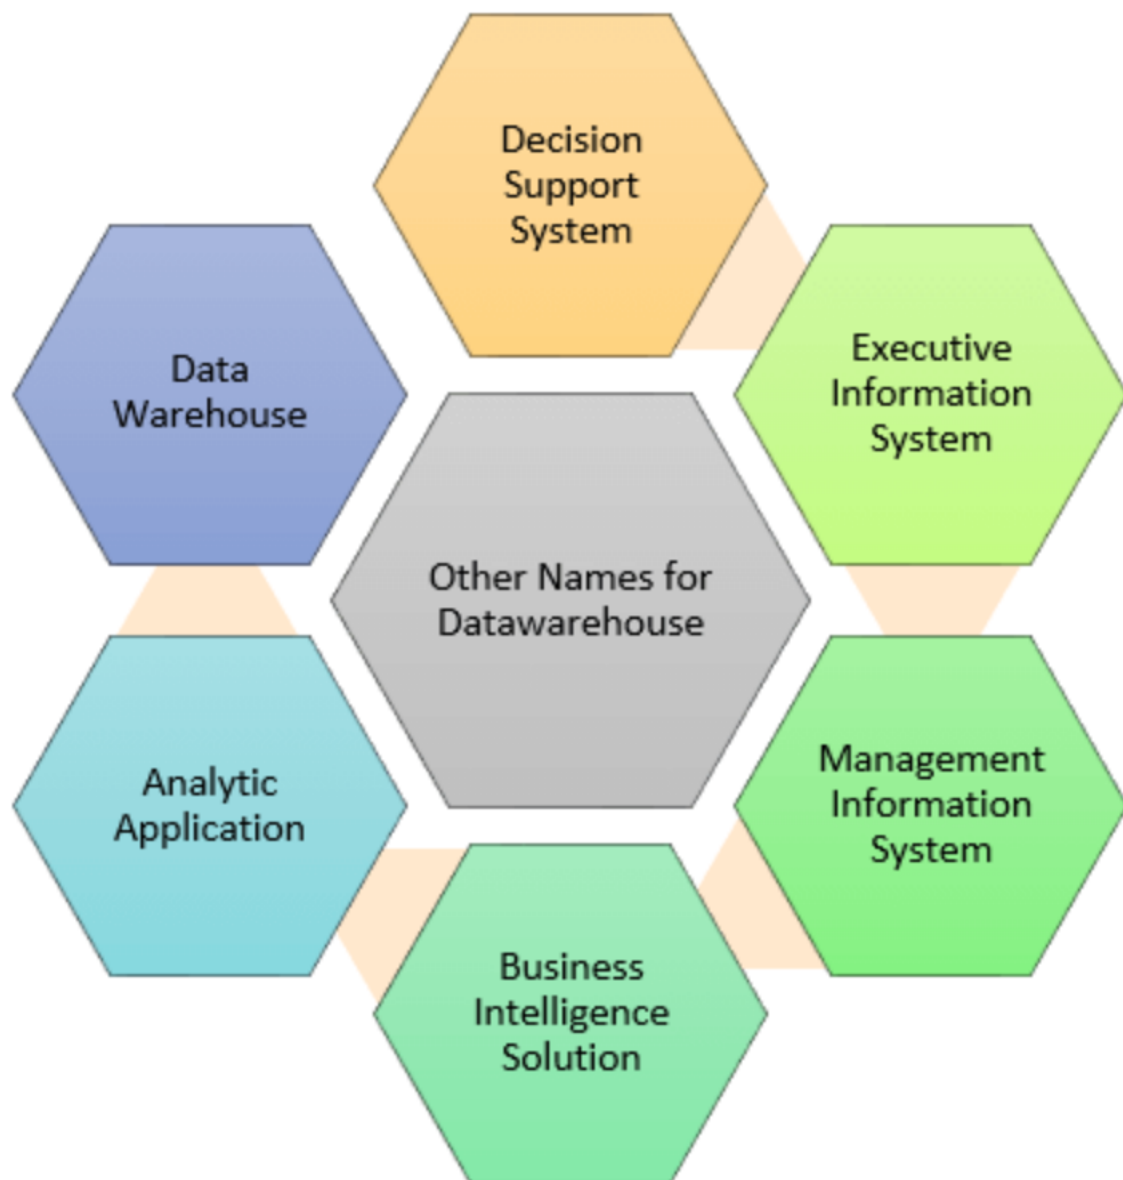 Decision
Support
System
Executive
Information
System
Management
Information
System
Business
Intelligence
Solution
Analytic
Application
Data
Warehouse
Other Names for
Datawarehouse